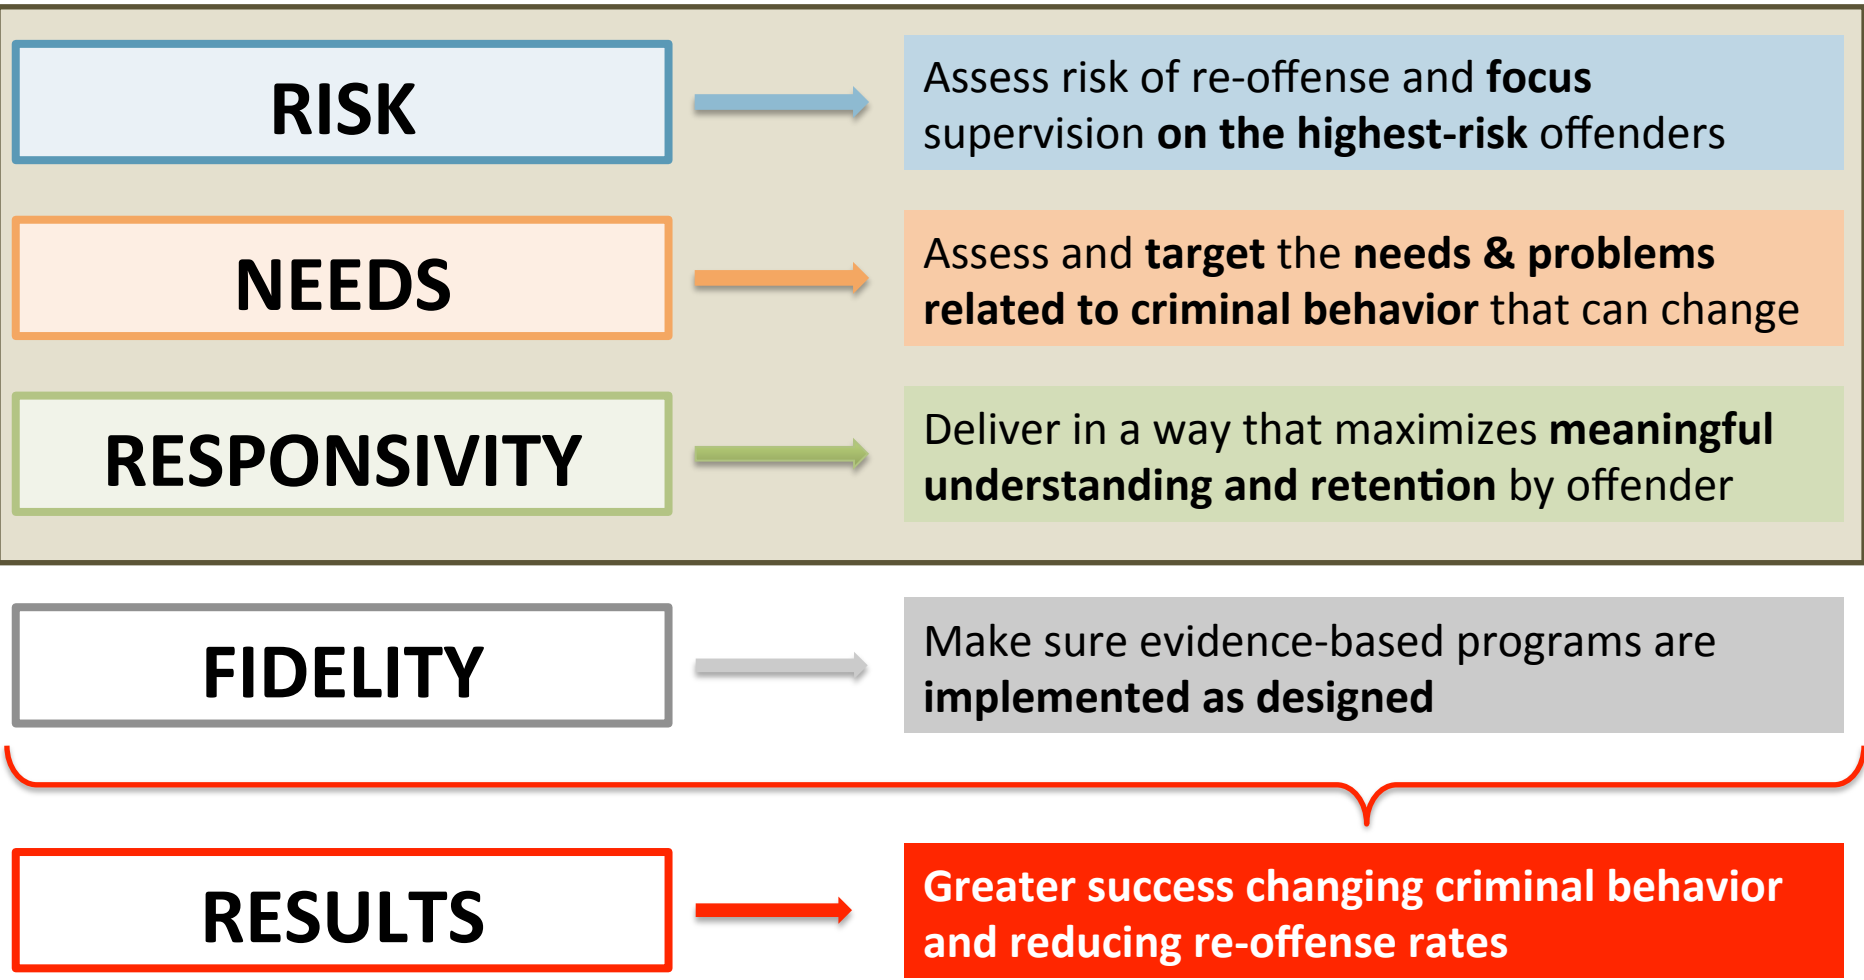 RISK
Assess risk of re-offense and focus
supervision on the highest-risk offenders
NEEDS
Assess and target the needs & problems
related to criminal behavior that can change
RESPONSIVITY
Deliver in a way that maximizes meaningful
understanding and retention by offender
FIDELITY
Make sure evidence-based programs are
implemented as designed
RESULTS
Greater success changing criminal behavior
and reducing re-offense rates